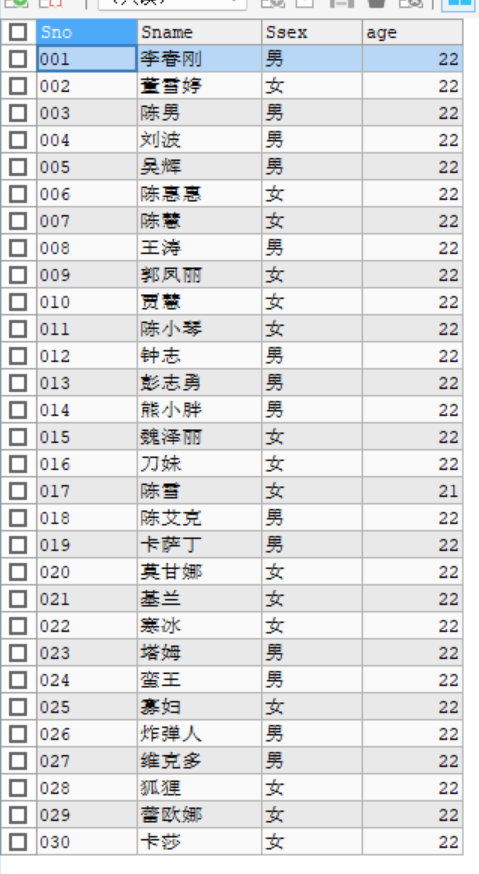 Sno Sname Ssex age
001 李春刚 男 22
002 董雪婷 女 22
003 陈男 男 22
004 刘波 男 22
005 吴辉 男 22
006 陈惠惠 女 22
007 陈慧 女 22
008 王涛 男 22
009 郭凤丽 女 22
010 贾慧 女 22
011 陈小琴 女 22
012 钟志 男 22
013 彭志勇 男 22
014 熊小胖 男 22
015 魏泽丽 女 22
016 刀妹 女 22
017 陈雪 女 21
018 陈艾克 男 22
019 卡萨丁 男 22
020 莫甘娜 女 22
021 基兰 女 22
022 寒冰 女 22
023 塔姆 男 22
024 蛮王 男 22
025 寡妇 女 22
026 炸弹人 男 22
027 维克多 男 22
028 狐狸 女 22
029 蕾欧娜 女 22
030 卡莎 女 22